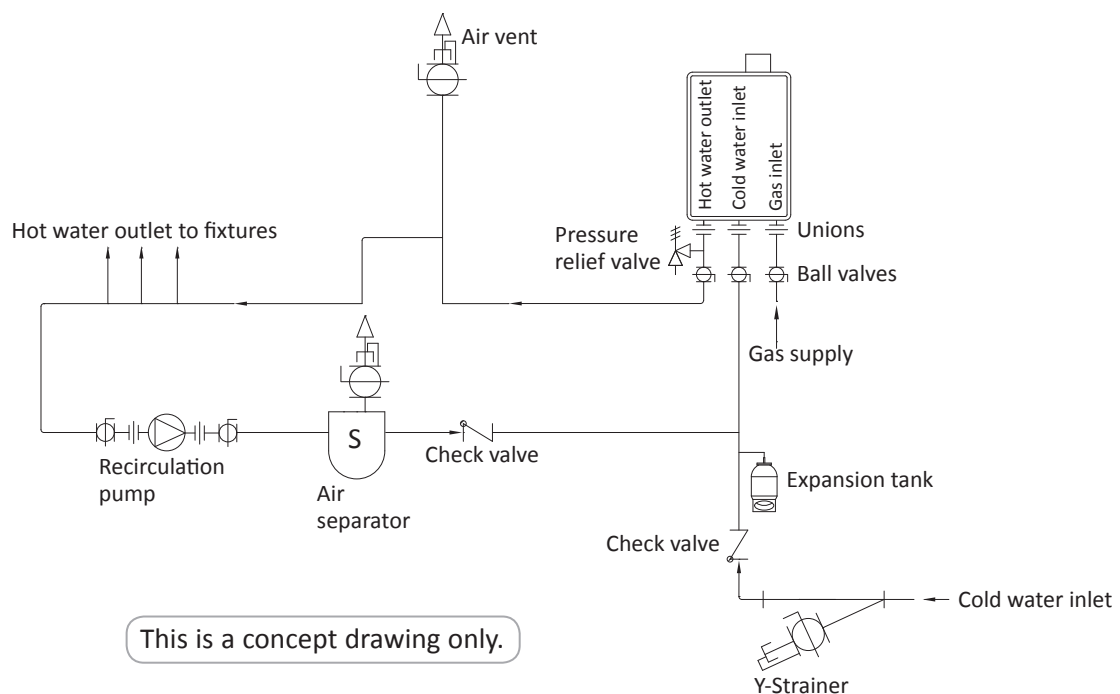 Air vent
Hot water outlet
Cold water inlet
Gas inlet
Hot water outlet to fixtures
Pressure
relief valve
Unions
Ball valves
Gas supply
S
Recirculation
pump
Air
separator
Check valve
Expansion tank
Check valve
Cold water inlet
This is a concept drawing only.
Y-Strainer